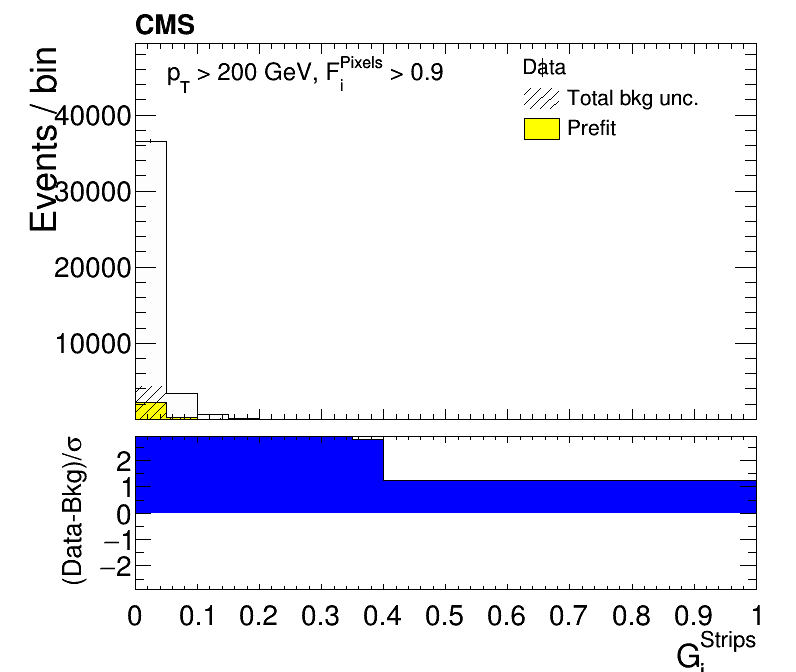 CMS
p_T > 200 GeV, F_i^Pixels > 0.9
Data
Total bkg unc.
Prefit
Events / bin
40000
30000
20000
10000
(Data-Bkg)/σ
2
1
0
−1
−2
0 0.1 0.2 0.3 0.4 0.5 0.6 0.7 0.8 0.9 1
G_i^Strips